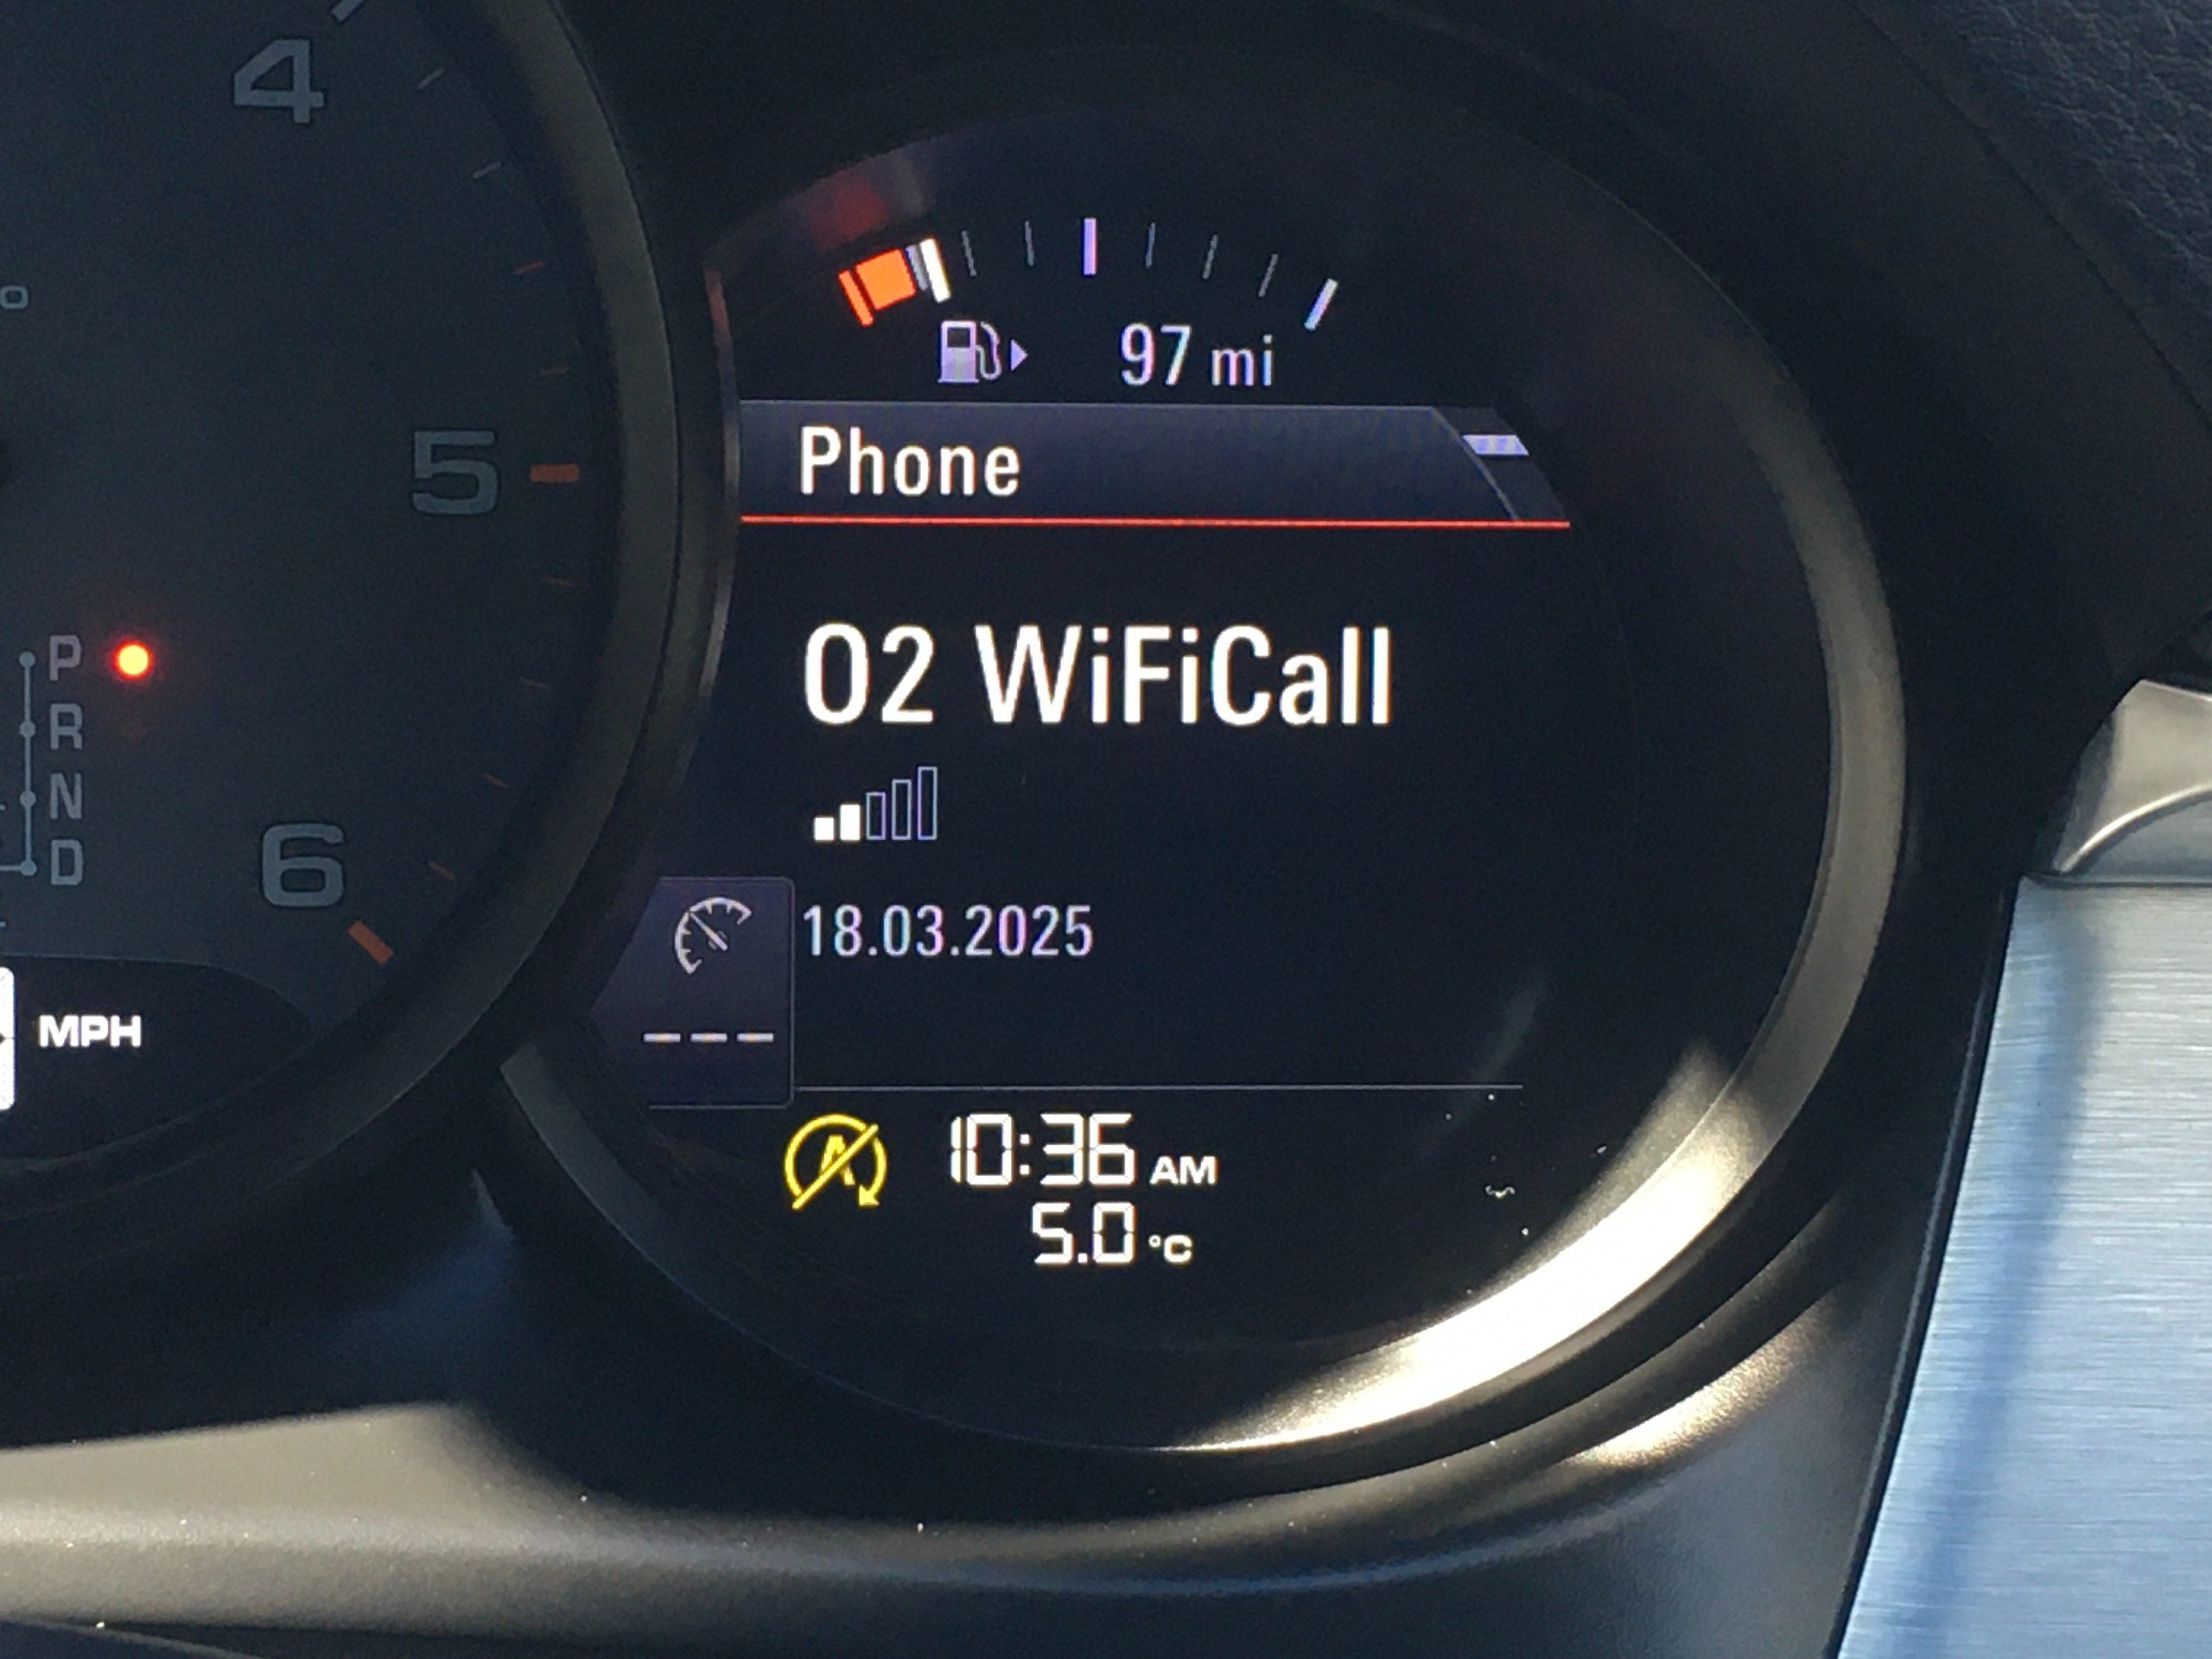 4
5
6
P
R
N
D
MPH
97 mi
Phone
O2 WiFiCall
18.03.2025
---
A
10:36 AM
5.0 °C